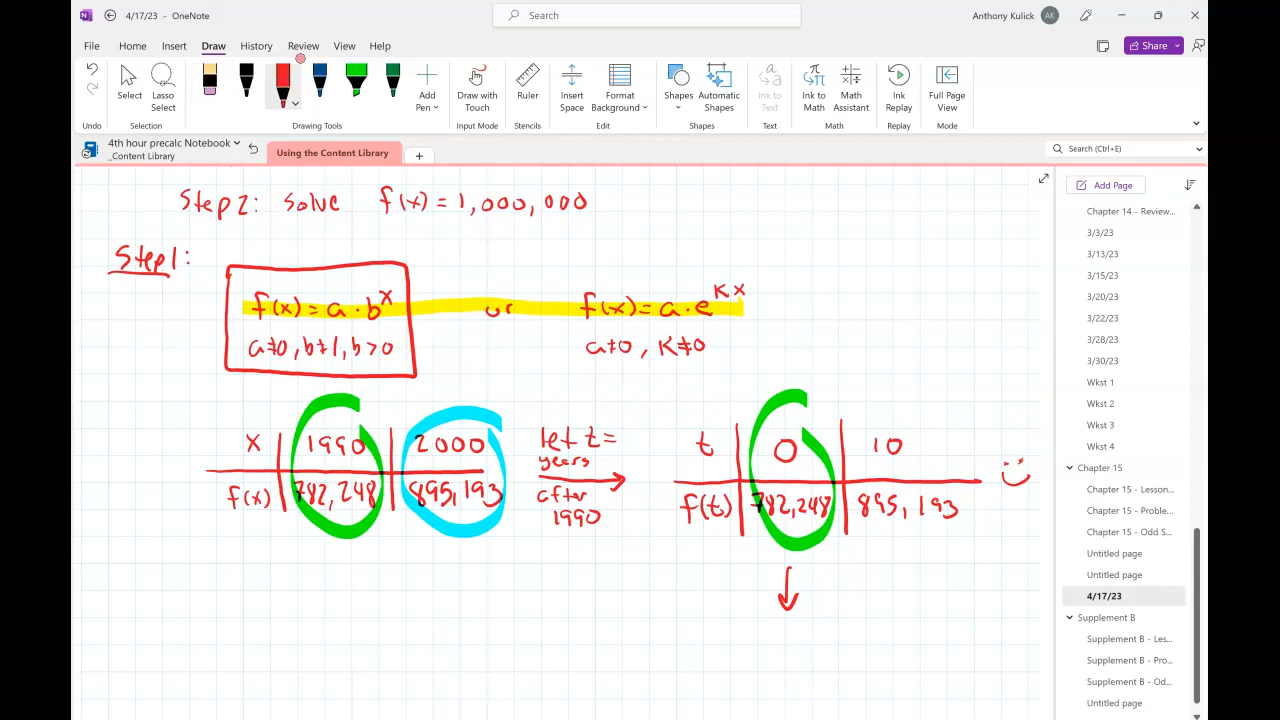 4/17/23 - OneNote
Search
Anthony Kulick
AK
File Home Insert Draw History Review View Help
Share
Undo
Select
Lasso Select
Add Pen
Draw with Touch
Ruler
Insert Space
Format Background
Shapes
Automatic Shapes
Ink to Text
Ink to Math
Math Assistant
Ink Replay
Full Page View
Selection
Drawing Tools
Input Mode
Stencils
Edit
Shapes
Text
Math
Replay
Mode
4th hour precalc Notebook
_Content Library
Using the Content Library
+
Search (Ctrl+E)
Add Page
Chapter 14 - Review...
3/3/23
3/13/23
3/15/23
3/20/23
3/22/23
3/28/23
3/30/23
Wkst 1
Wkst 2
Wkst 3
Wkst 4
Chapter 15
Chapter 15 - Lesson...
Chapter 15 - Proble...
Chapter 15 - Odd S...
Untitled page
Untitled page
4/17/23
Supplement B
Supplement B - Les...
Supplement B - Pro...
Supplement B - Od...
Untitled page
Step 2: Solve f(x) = 1,000,000
Step 1:
f(x) = a · b^x or f(x) = a · e^Kx
a≠0, b≠1, b>0 a≠0, K≠0
x 1990 2000
f(x) 782,248 895,193
let t =
years
after
1990
t 0 10
f(t) 782,248 895,193